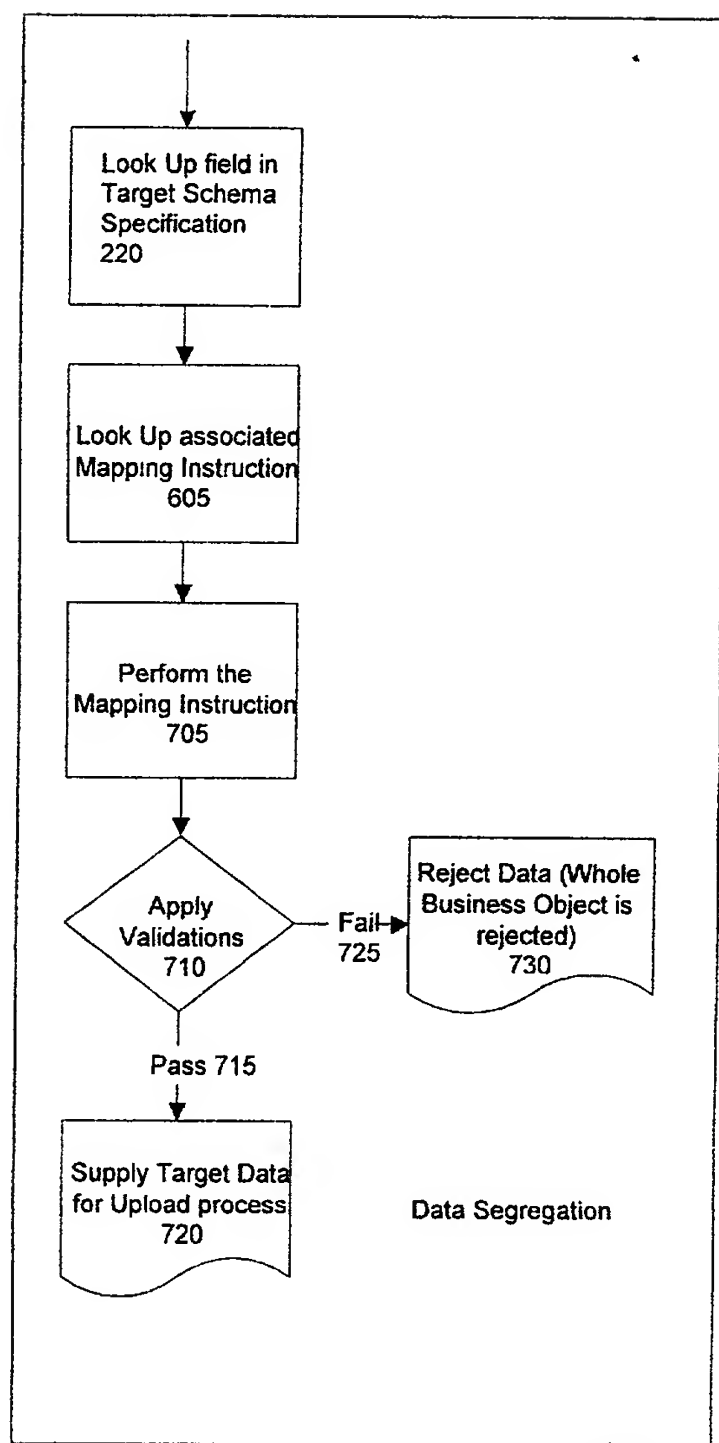 Look Up field in
Target Schema
Specification
220
Look Up associated
Mapping Instruction
605
Perform the
Mapping Instruction
705
Apply
Validations
710
Fail
725
Reject Data (Whole
Business Object is
rejected)
730
Pass 715
Supply Target Data
for Upload process
720
Data Segregation